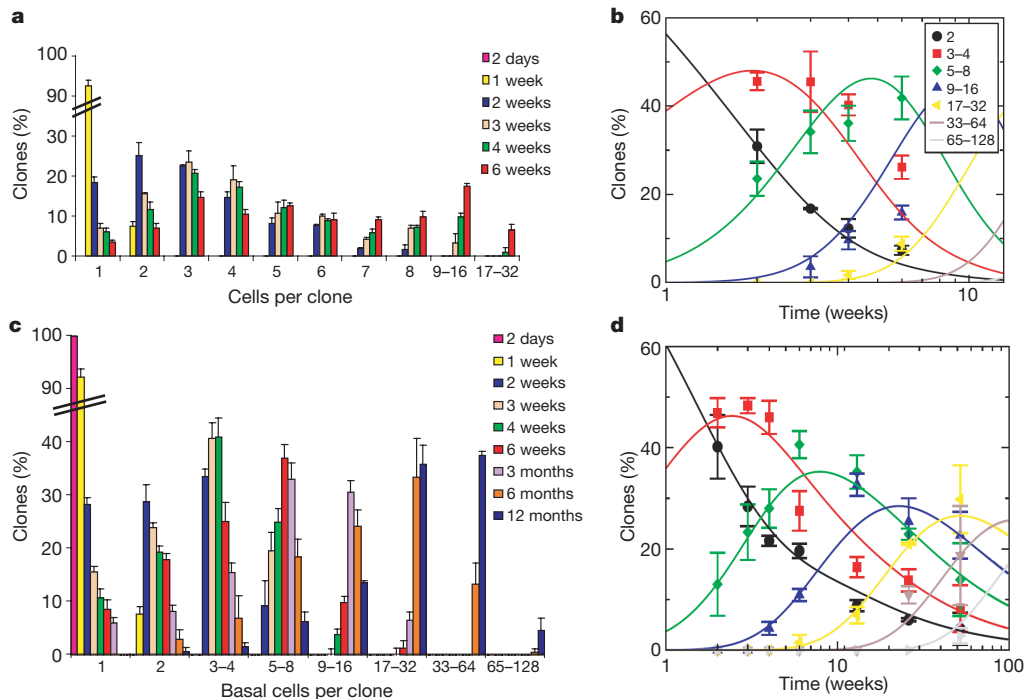 a
100
90
30
20
10
0
Clones (%)
1 2 3 4 5 6 7 8 9–16 17–32
Cells per clone
2 days
1 week
2 weeks
3 weeks
4 weeks
6 weeks
b
60
40
20
0
Clones (%)
1 10
Time (weeks)
2
3–4
5–8
9–16
17–32
33–64
65–128
c
100
90
40
30
20
10
0
Clones (%)
1 2 3–4 5–8 9–16 17–32 33–64 65–128
Basal cells per clone
2 days
1 week
2 weeks
3 weeks
4 weeks
6 weeks
3 months
6 months
12 months
d
60
40
20
0
Clones (%)
1 10 100
Time (weeks)